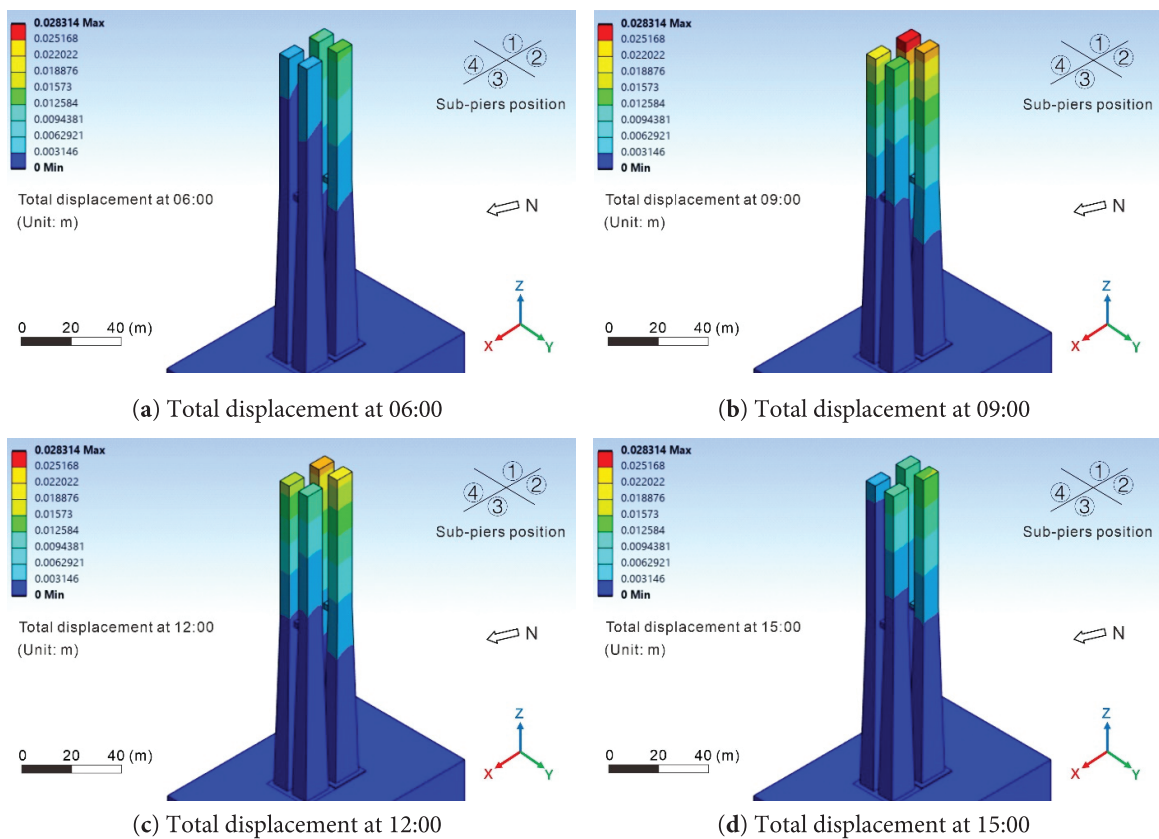 0.028314 Max
0.025168
0.022022
0.018876
0.01573
0.012584
0.0094381
0.0062921
0.003146
0 Min
① ② ④ ③
Sub-piers position
Total displacement at 06:00
(Unit: m)
N
0 20 40 (m)
Z
X
Y
(a) Total displacement at 06:00
0.028314 Max
0.025168
0.022022
0.018876
0.01573
0.012584
0.0094381
0.0062921
0.003146
0 Min
① ② ④ ③
Sub-piers position
Total displacement at 09:00
(Unit: m)
N
0 20 40 (m)
Z
X
Y
(b) Total displacement at 09:00
0.028314 Max
0.025168
0.022022
0.018876
0.01573
0.012584
0.0094381
0.0062921
0.003146
0 Min
① ② ④ ③
Sub-piers position
Total displacement at 12:00
(Unit: m)
N
0 20 40 (m)
Z
X
Y
(c) Total displacement at 12:00
0.028314 Max
0.025168
0.022022
0.018876
0.01573
0.012584
0.0094381
0.0062921
0.003146
0 Min
① ② ④ ③
Sub-piers position
Total displacement at 15:00
(Unit: m)
N
0 20 40 (m)
Z
X
Y
(d) Total displacement at 15:00